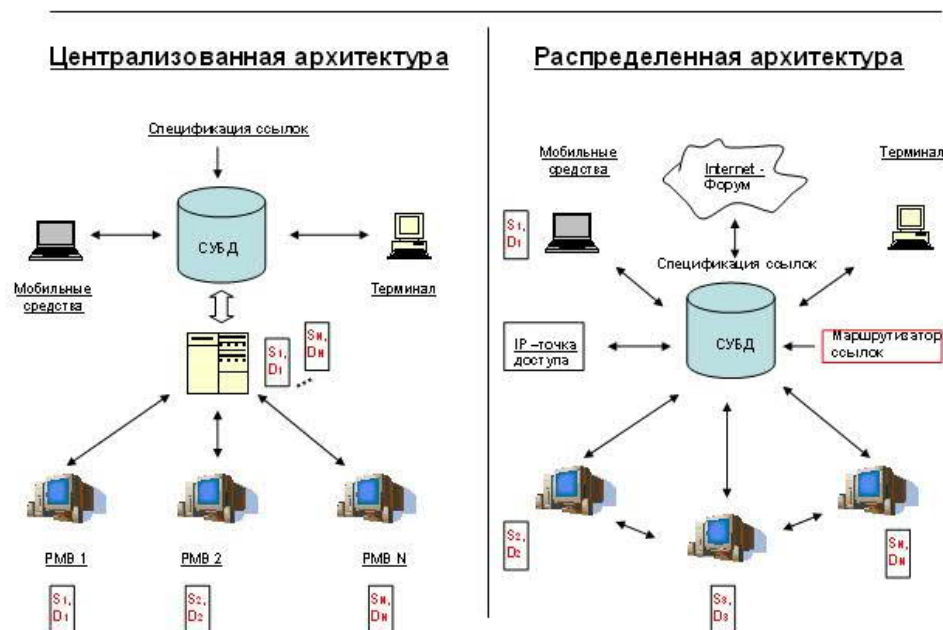 Централизованная архитектура
Спецификация ссылок
СУБД
Мобильные
средства
Терминал
S1,
D1
SN,
DN
...
РМВ 1
РМВ 2
РМВ N
S1,
D1
S2,
D2
SN,
DN
Распределенная архитектура
Мобильные
средства
Internet -
Форум
Терминал
S1,
D1
Спецификация ссылок
IP –точка
доступа
СУБД
Маршрутизатор
ссылок
S2,
D2
S3,
D3
SN,
DN